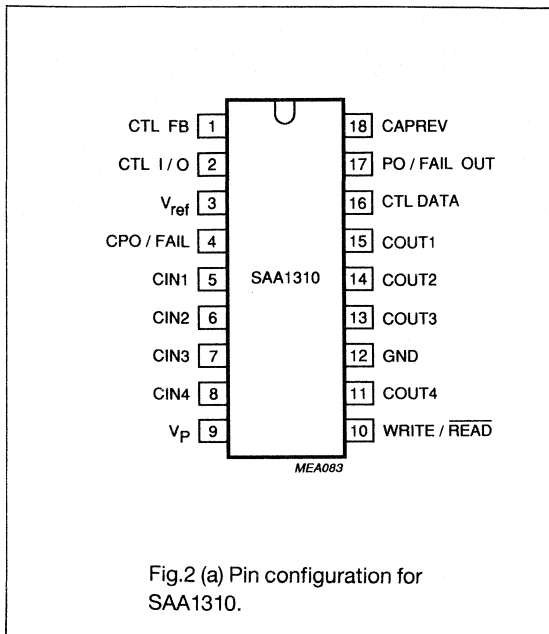 CTL FB 1 18 CAPREV
CTL I / O 2 17 PO / FAIL OUT
Vref 3 16 CTL DATA
CPO / FAIL 4 15 COUT1
CIN1 5 SAA1310 14 COUT2
CIN2 6 13 COUT3
CIN3 7 12 GND
CIN4 8 11 COUT4
VP 9 10 WRITE / READ
MEA083
Fig.2 (a) Pin configuration for
SAA1310.